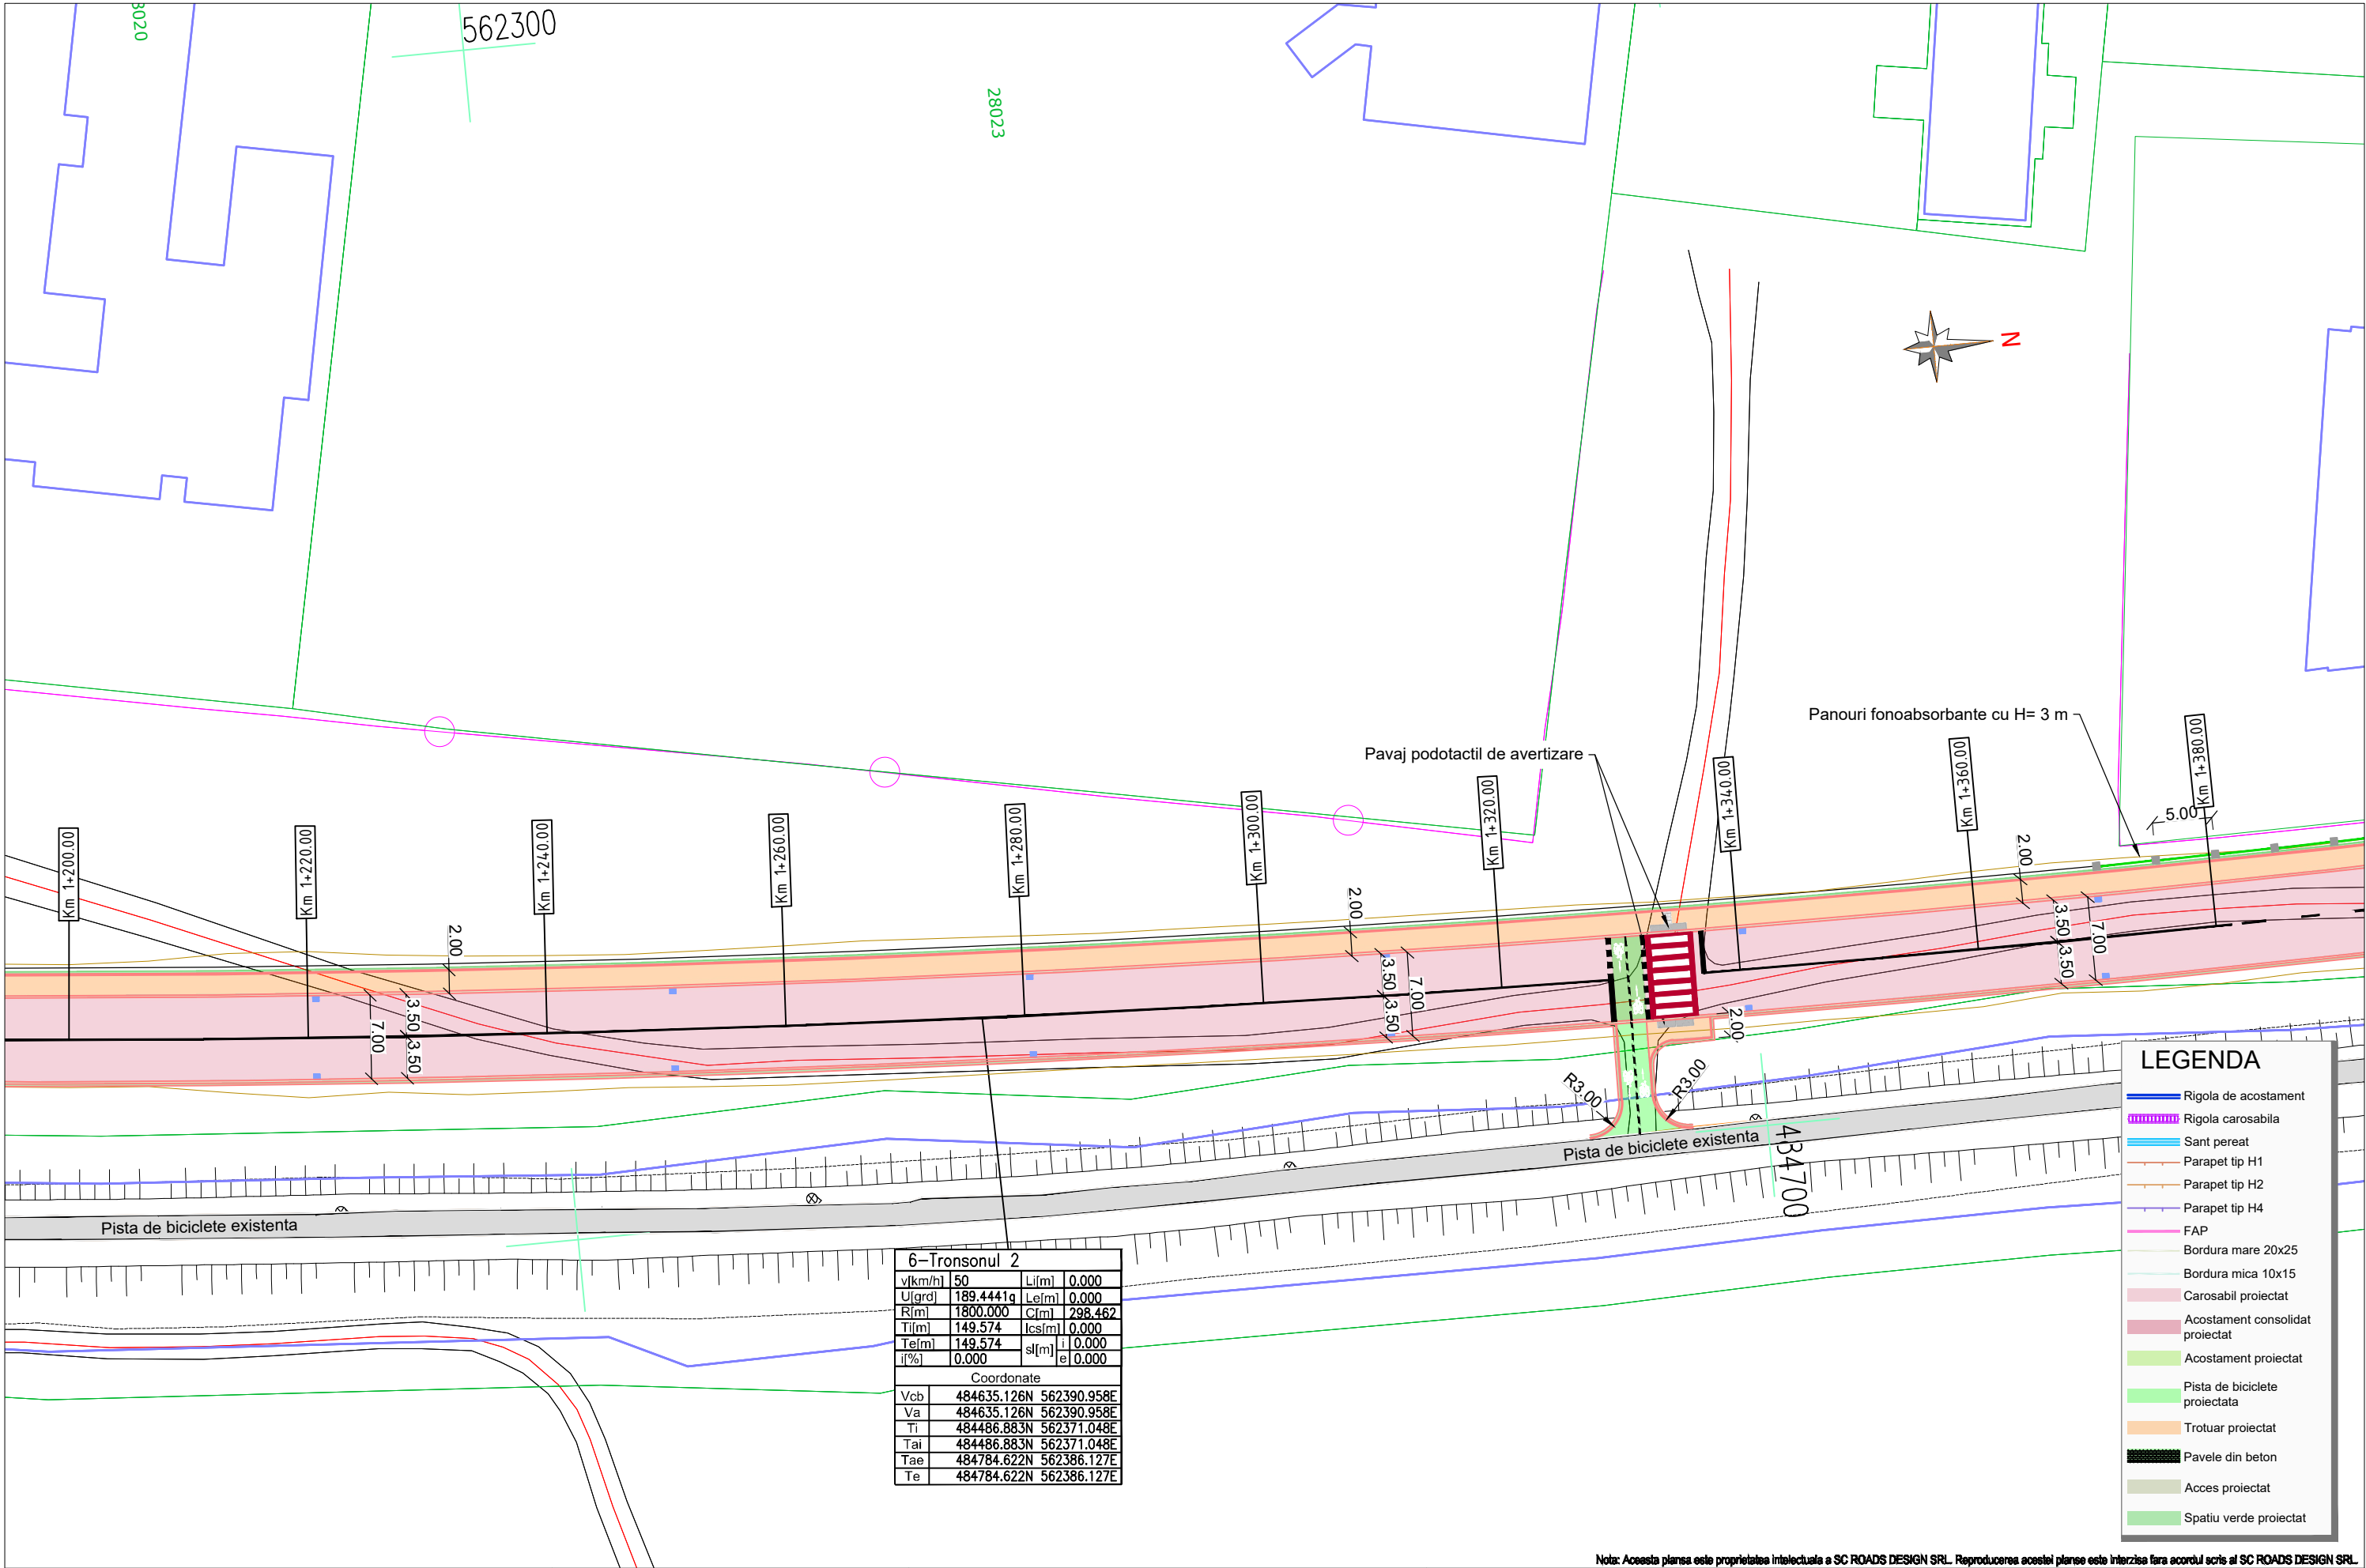 3020
562300
28023
N
Panouri fonoabsorbante cu H= 3 m
Pavaj podotactil de avertizare
Km 1+200.00
Km 1+220.00
Km 1+240.00
Km 1+260.00
Km 1+280.00
Km 1+300.00
Km 1+320.00
Km 1+340.00
Km 1+360.00
Km 1+380.00
5.00
2.00
3.50
3.50
7.00
2.00
3.50
3.50
7.00
2.00
3.50
3.50
7.00
2.00
R3.00
R3.00
Pista de biciclete existenta
Pista de biciclete existenta
484700
6-Tronsonul 2
v[km/h] 50 Li[m] 0.000
U[grd] 189.4441g Le[m] 0.000
R[m] 1800.000 C[m] 298.462
Ti[m] 149.574 Ics[m] 0.000
Te[m] 149.574 sl[m] i 0.000
i[%] 0.000 e 0.000
Coordonate
Vcb 484635.126N 562390.958E
Va 484635.126N 562390.958E
Ti 484486.883N 562371.048E
Tai 484486.883N 562371.048E
Tae 484784.622N 562386.127E
Te 484784.622N 562386.127E
LEGENDA
Rigola de acostament
Rigola carosabila
Sant pereat
Parapet tip H1
Parapet tip H2
Parapet tip H4
FAP
Bordura mare 20x25
Bordura mica 10x15
Carosabil proiectat
Acostament consolidat
proiectat
Acostament proiectat
Pista de biciclete
proiectata
Trotuar proiectat
Pavele din beton
Acces proiectat
Spatiu verde proiectat
Nota: Aceasta plansa este proprietatea intelectuala a SC ROADS DESIGN SRL. Reproducerea acestei planse este interzisa fara acordul scris al SC ROADS DESIGN SRL.